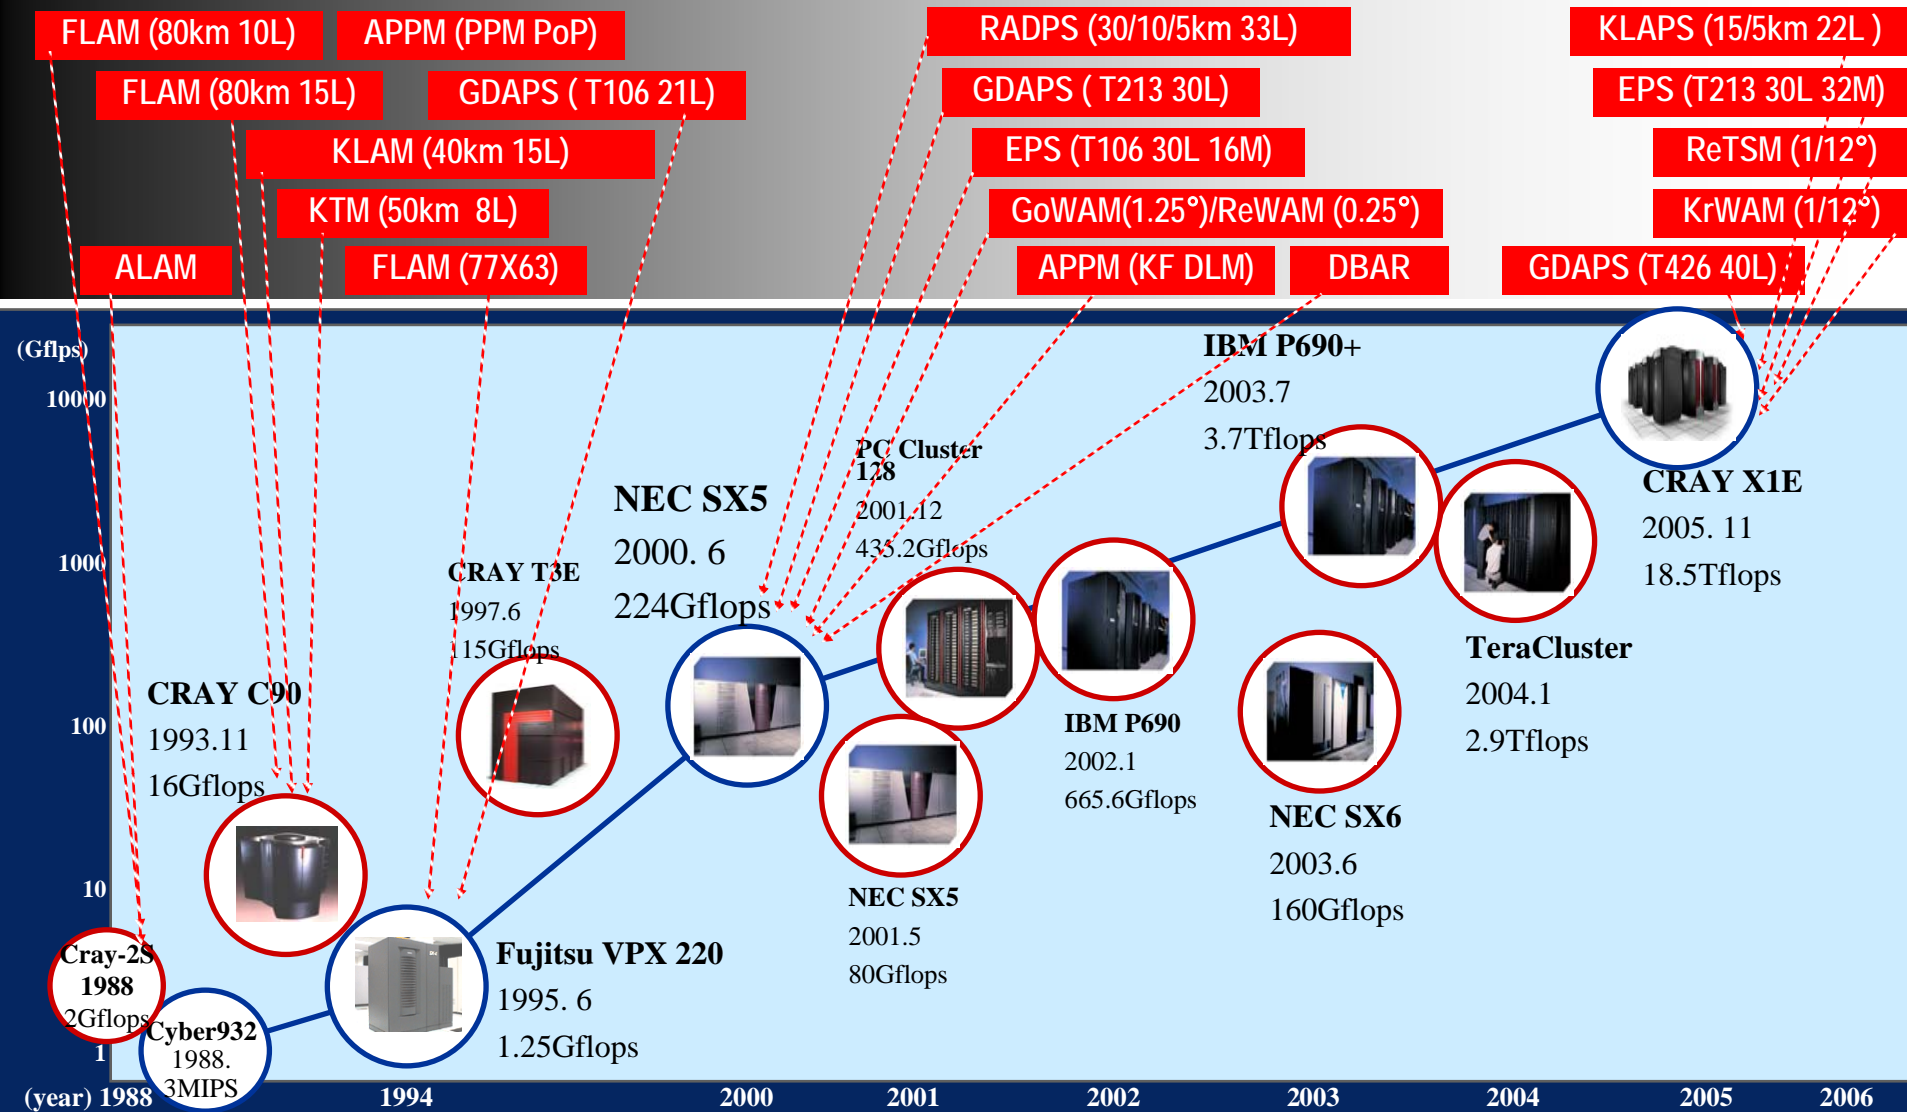 FLAM (80km 10L)
APPM (PPM PoP)
RADPS (30/10/5km 33L)
KLAPS (15/5km 22L )
FLAM (80km 15L)
GDAPS ( T106 21L)
GDAPS ( T213 30L)
EPS (T213 30L 32M)
KLAM (40km 15L)
EPS (T106 30L 16M)
ReTSM (1/12°)
KTM (50km 8L)
GoWAM(1.25°)/ReWAM (0.25°)
KrWAM (1/12°)
ALAM
FLAM (77X63)
APPM (KF DLM)
DBAR
GDAPS (T426 40L)
(Gflps)
10000
1000
100
10
1
Cray-2S
1988
2Gflops
Cyber932
1988.
3MIPS
CRAY C90
1993.11
16Gflops
Fujitsu VPX 220
1995. 6
1.25Gflops
CRAY T3E
1997.6
115Gflops
NEC SX5
2000. 6
224Gflops
PC Cluster
128
2001.12
435.2Gflops
NEC SX5
2001.5
80Gflops
IBM P690
2002.1
665.6Gflops
IBM P690+
2003.7
3.7Tflops
NEC SX6
2003.6
160Gflops
TeraCluster
2004.1
2.9Tflops
CRAY X1E
2005. 11
18.5Tflops
(year) 1988
1994
2000
2001
2002
2003
2004
2005
2006